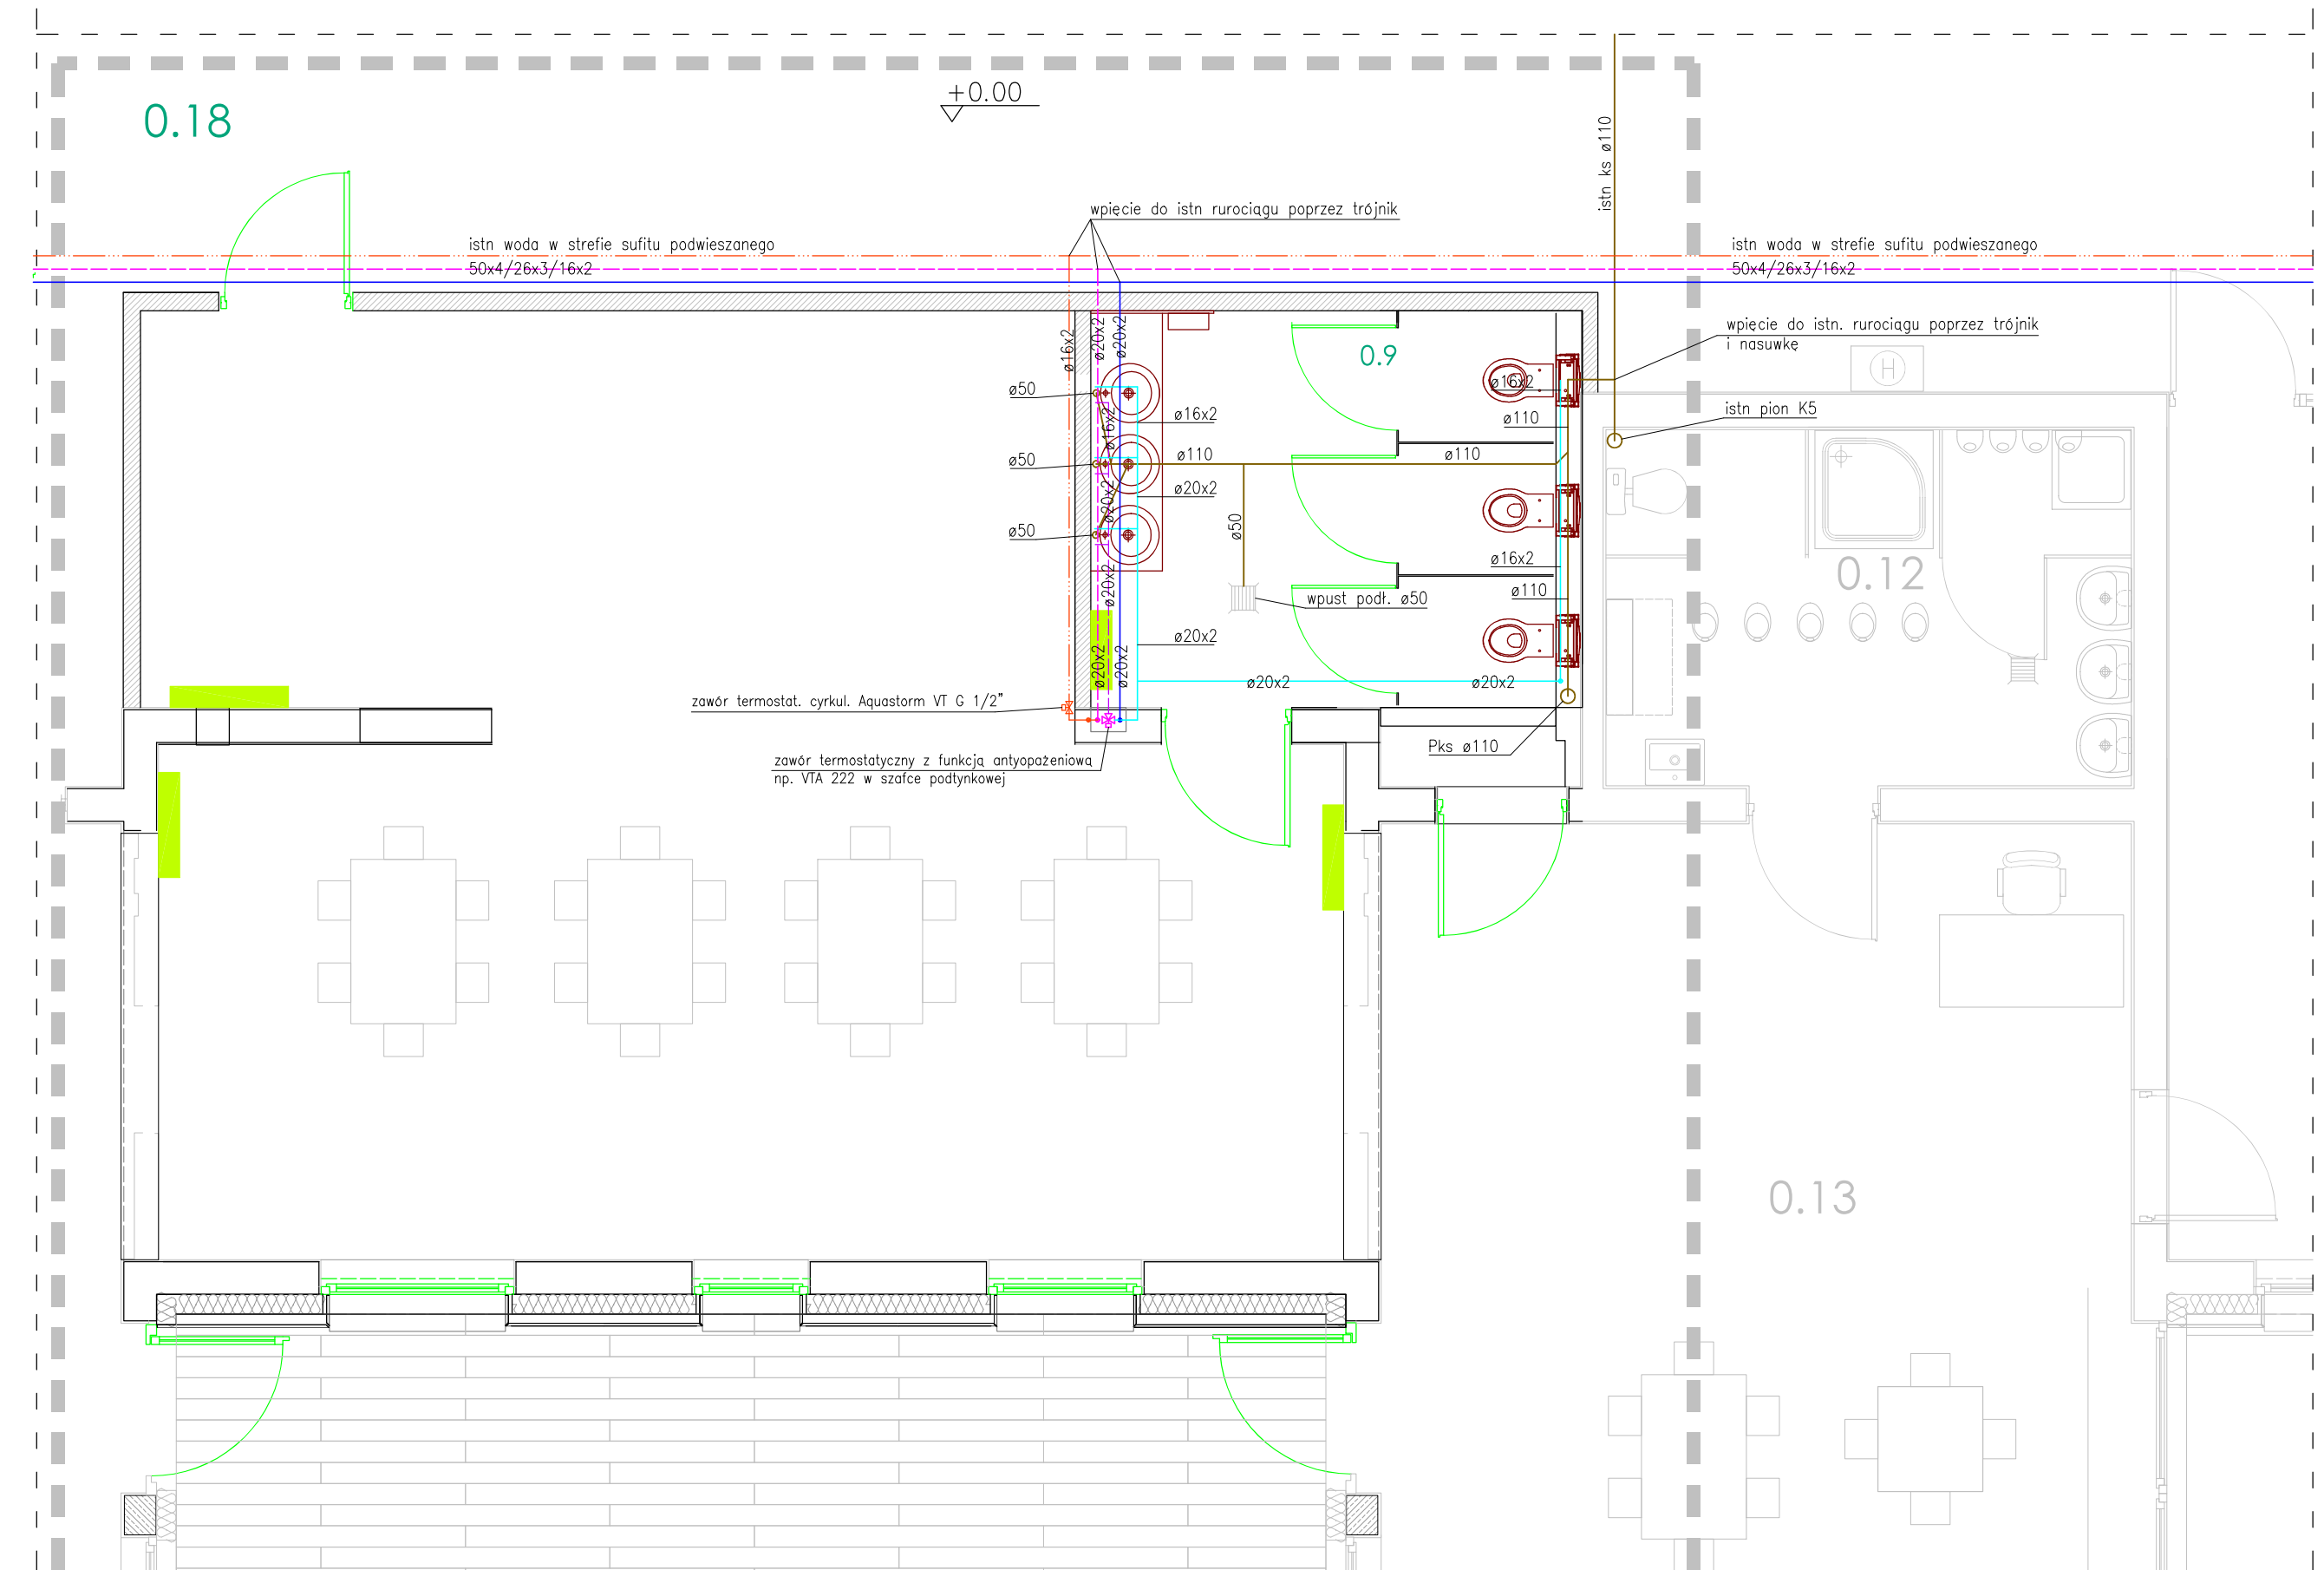 +0.00
0.18
istn ks ø110
wpięcie do istn rurociągu poprzez trójnik
istn woda w strefie sufitu podwieszanego
50x4/26x3/16x2
istn woda w strefie sufitu podwieszanego
50x4/26x3/16x2
wpięcie do istn. rurociągu poprzez trójnik
i nasuwkę
ø16x2
ø20x2
ø20x2
0.9
H
ø50
ø16x2
ø16x2
ø16x2
ø110
istn pion K5
ø50
ø110
ø110
ø20x2
ø20x2
ø50
ø50
ø16x2
0.12
ø20x2
ø110
wpust podł. ø50
ø20x2
ø20x2
ø20x2
ø20x2
ø20x2
zawór termostat. cyrkul. Aquastorm VT G 1/2"
Pks ø110
zawór termostatyczny z funkcją antyopażeniową
np. VTA 222 w szafce podtynkowej
0.13